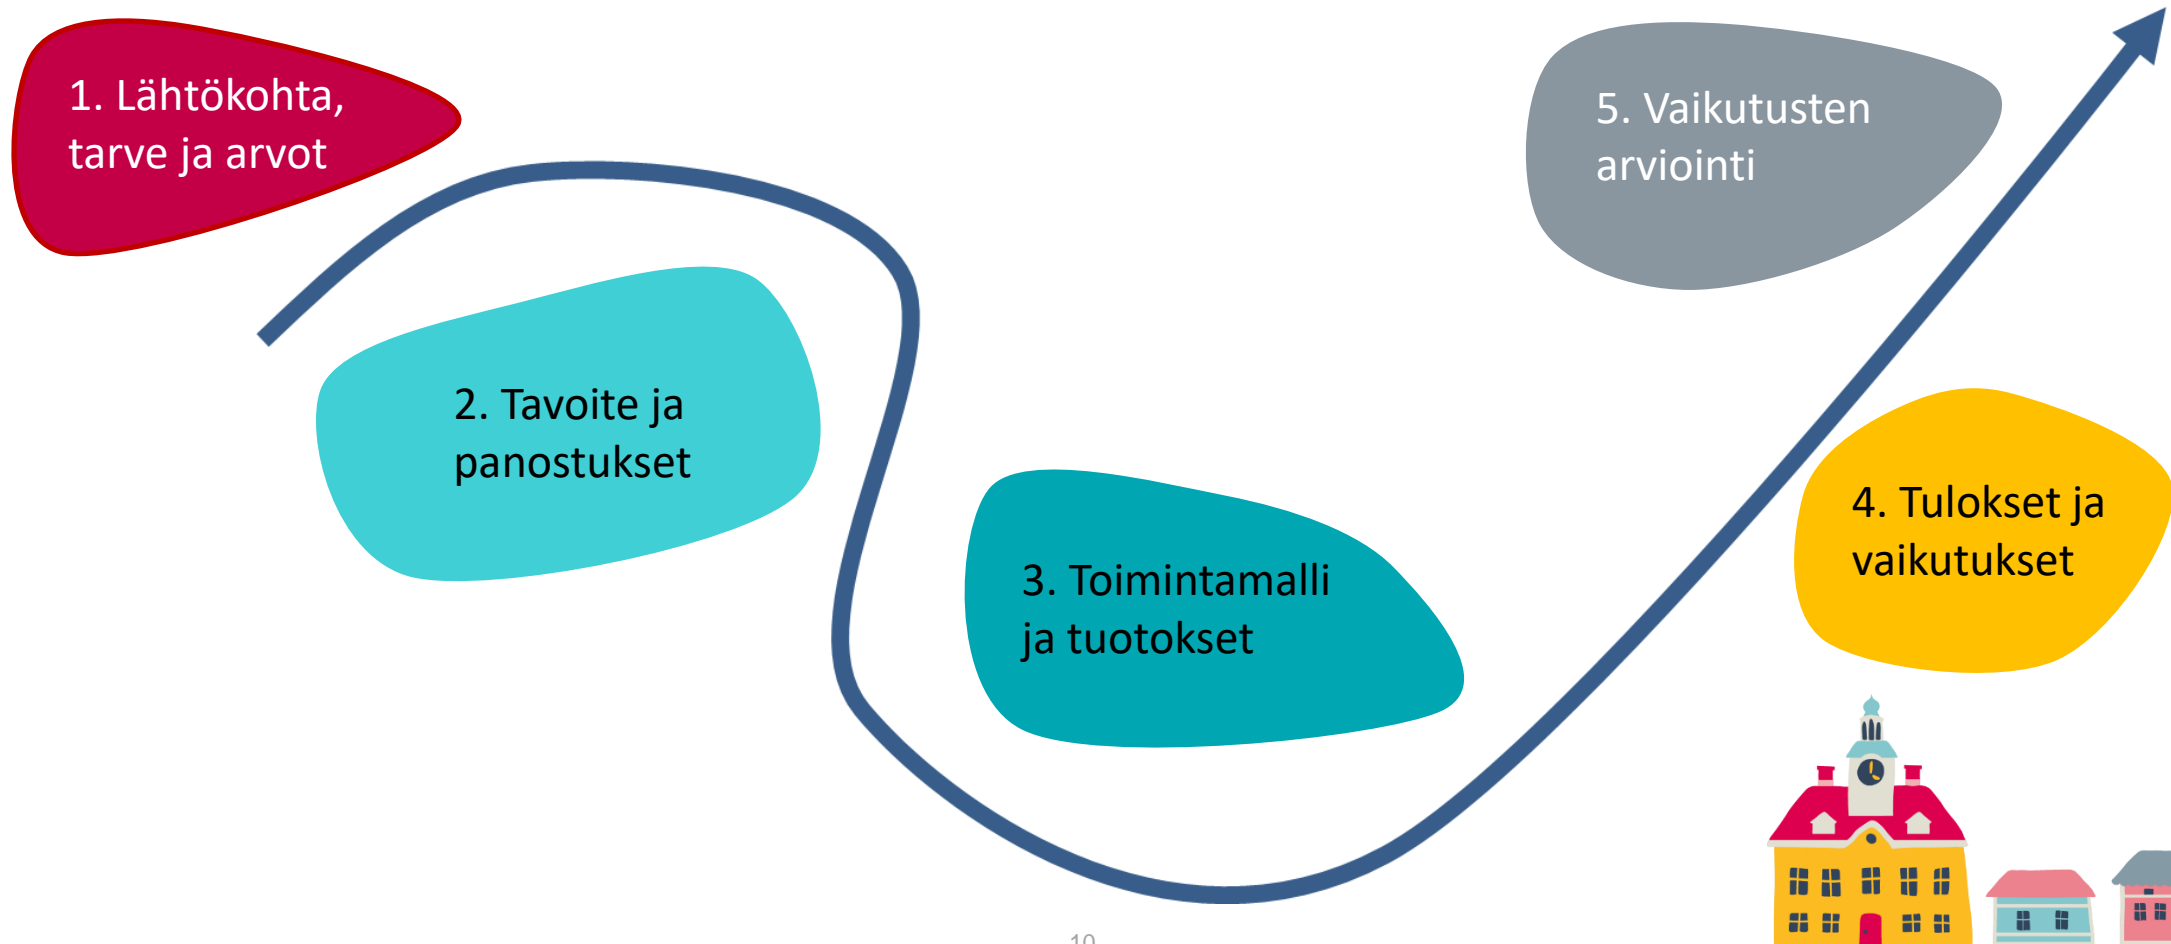 1. Lähtökohta,
tarve ja arvot
2. Tavoite ja
panostukset
3. Toimintamalli
ja tuotokset
4. Tulokset ja
vaikutukset
5. Vaikutusten
arviointi
10